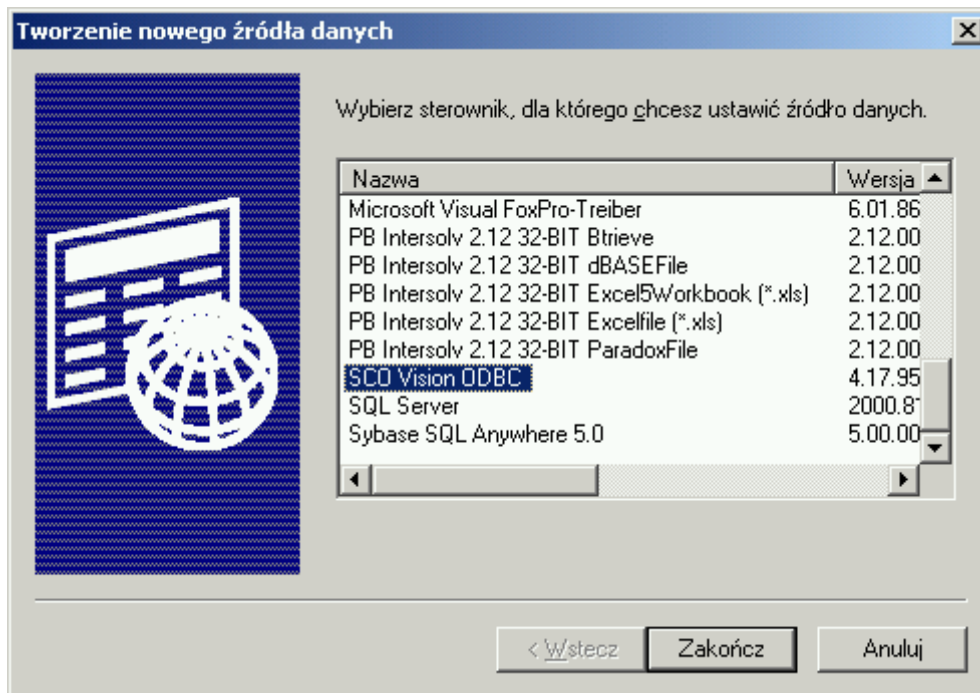 Tworzenie nowego źródła danych
Wybierz sterownik, dla którego chcesz ustawić źródło danych.
Nazwa Wersja
Microsoft Visual FoxPro-Treiber 6.01.86
PB Intersolv 2.12 32-BIT Btrieve 2.12.00
PB Intersolv 2.12 32-BIT dBASEFile 2.12.00
PB Intersolv 2.12 32-BIT Excel5Workbook (*.xls) 2.12.00
PB Intersolv 2.12 32-BIT Excelfile (*.xls) 2.12.00
PB Intersolv 2.12 32-BIT ParadoxFile 2.12.00
SCO Vision ODBC 4.17.95
SQL Server 2000.8
Sybase SQL Anywhere 5.0 5.00.00
< Wstecz Zakończ Anuluj